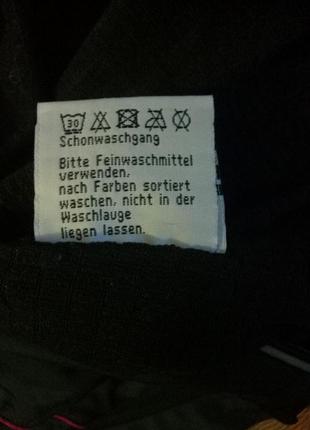 30
Schonwaschgang
Bitte Feinwaschmittel
verwenden,
nach Farben sortiert
waschen, nicht in der
Waschlauge
liegen lassen.